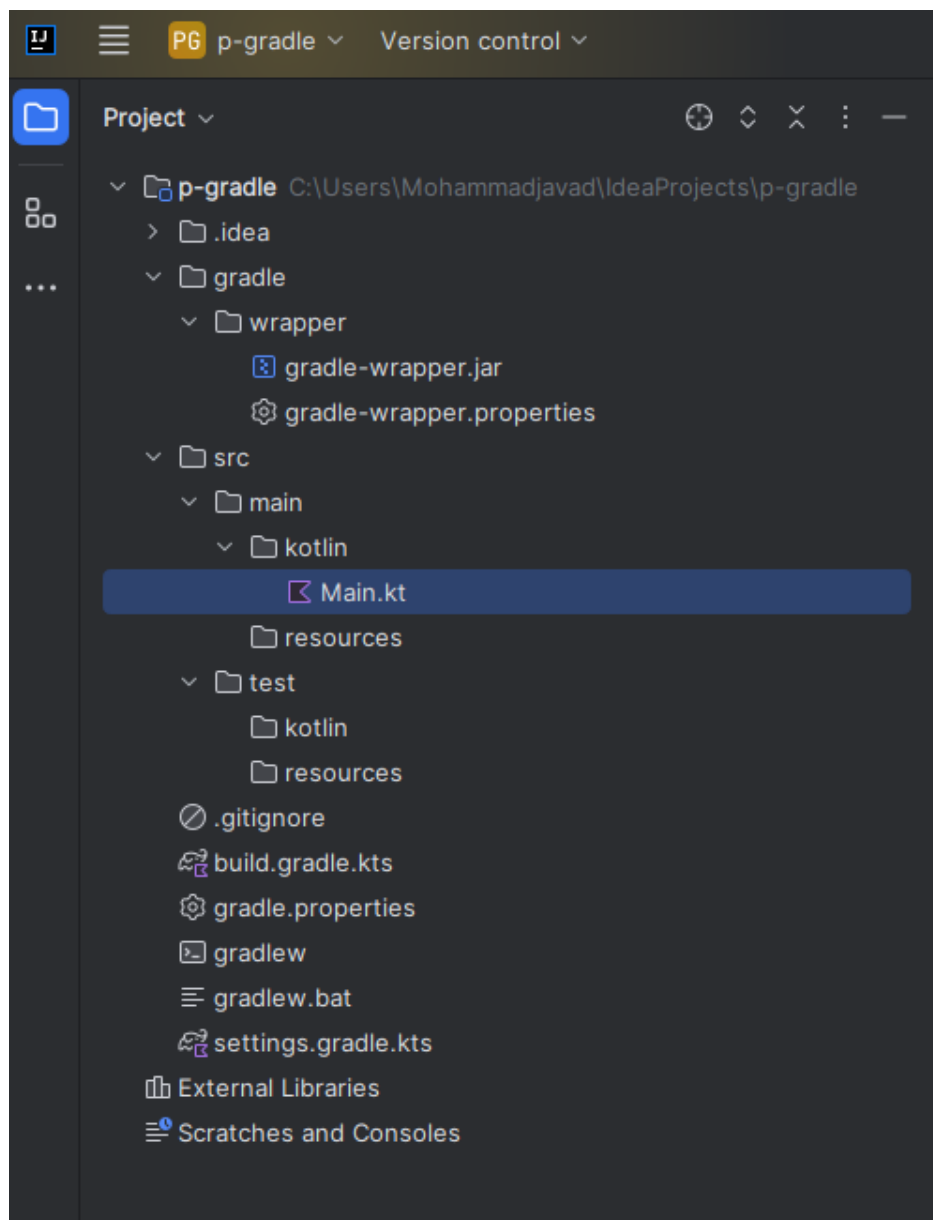 IJ PG p-gradle Version control
Project
p-gradle C:\Users\Mohammadjavad\IdeaProjects\p-gradle
.idea
gradle
wrapper
gradle-wrapper.jar
gradle-wrapper.properties
src
main
kotlin
Main.kt
resources
test
kotlin
resources
.gitignore
build.gradle.kts
gradle.properties
gradlew
gradlew.bat
settings.gradle.kts
External Libraries
Scratches and Consoles